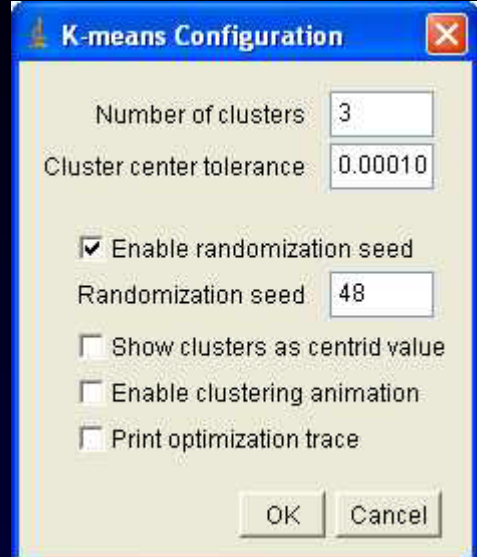 K-means Configuration
Number of clusters 3
Cluster center tolerance 0.00010
Enable randomization seed
Randomization seed 48
Show clusters as centrid value
Enable clustering animation
Print optimization trace
OK Cancel